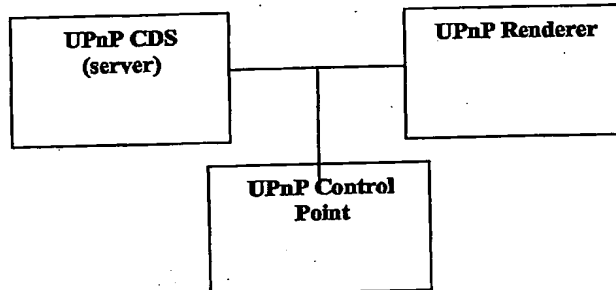 UPnP CDS
(server)
UPnP Renderer
UPnP Control
Point